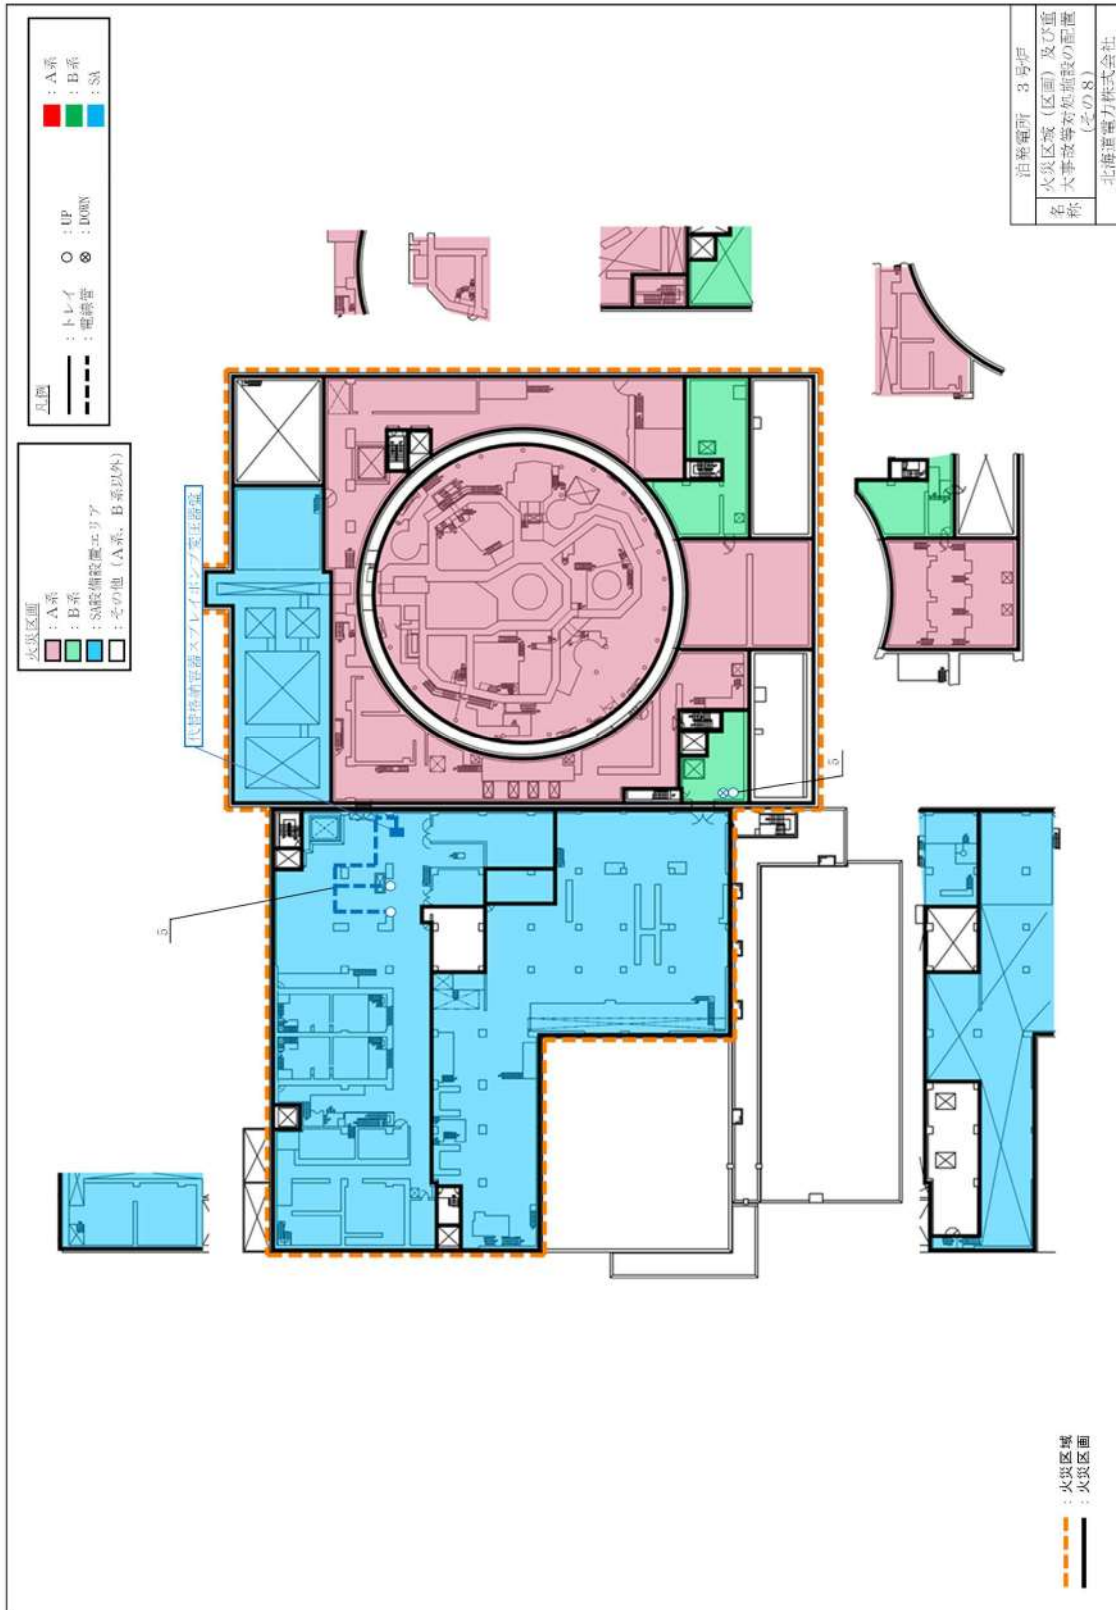 火災区画
：A系
：B系
：SA設備設置エリア
：その他（A系、B系以外）
凡例
：トレイ
：電線管
○：UP
⊗：DOWN
：A系
：B系
：SA
代替格納容器スプレイポンプ変圧器盤
5
5
：火災区域
：火災区画
泊発電所 3号炉
名称
火災区域（区画）及び重
大事故等対処施設の配置
（その8）
北海道電力株式会社